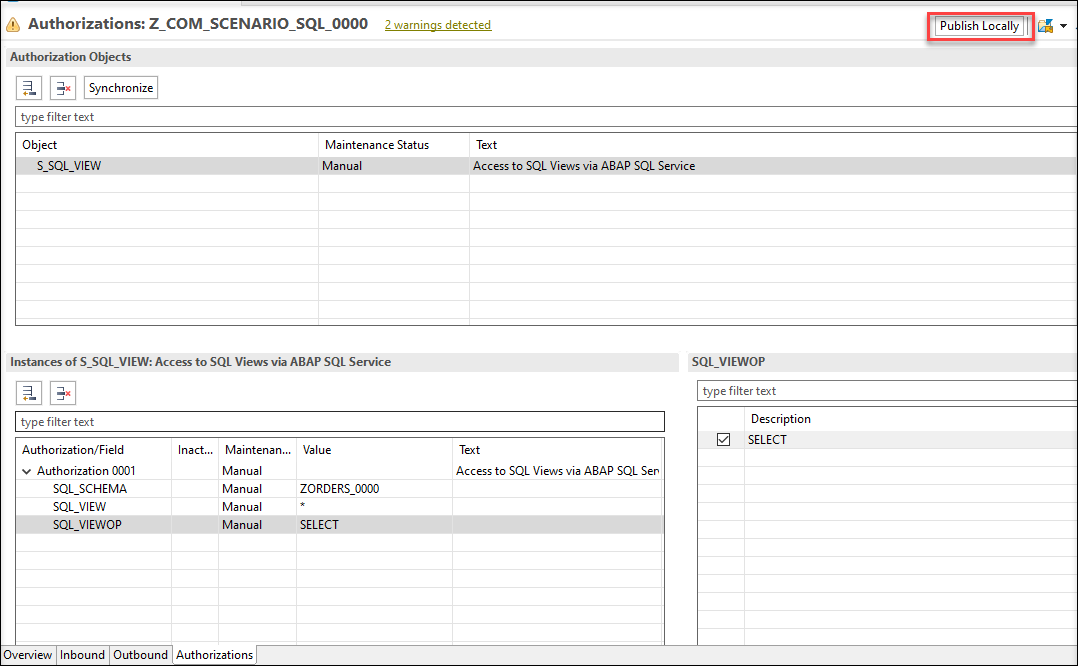 Authorizations: Z_COM_SCENARIO_SQL_0000 2 warnings detected Publish Locally
Authorization Objects
Synchronize
type filter text
Object Maintenance Status Text
S_SQL_VIEW Manual Access to SQL Views via ABAP SQL Service
Instances of S_SQL_VIEW: Access to SQL Views via ABAP SQL Service
type filter text
Authorization/Field Inact... Maintenan... Value Text
Authorization 0001 Manual Access to SQL Views via ABAP SQL Ser
SQL_SCHEMA Manual ZORDERS_0000
SQL_VIEW Manual *
SQL_VIEWOP Manual SELECT
SQL_VIEWOP
type filter text
Description
SELECT
Overview Inbound Outbound Authorizations